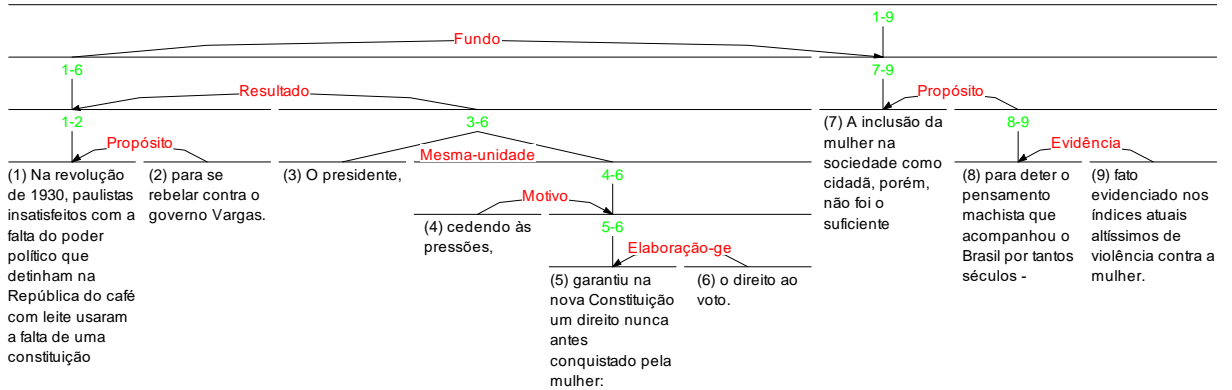 1-9
Fundo
1-6
7-9
Resultado
Propósito
1-2
3-6
8-9
Propósito
Mesma-unidade
Evidência
(1) Na revolução
de 1930, paulistas
insatisfeitos com a
falta do poder
político que
detinham na
República do café
com leite usaram
a falta de uma
constituição
(2) para se
rebelar contra o
governo Vargas.
(3) O presidente,
4-6
Motivo
(4) cedendo às
pressões,
5-6
Elaboração-ge
(5) garantiu na
nova Constituição
um direito nunca
antes
conquistado pela
mulher:
(6) o direito ao
voto.
(7) A inclusão da
mulher na
sociedade como
cidadã, porém,
não foi o
suficiente
(8) para deter o
pensamento
machista que
acompanhou o
Brasil por tantos
séculos -
(9) fato
evidenciado nos
índices atuais
altíssimos de
violência contra a
mulher.